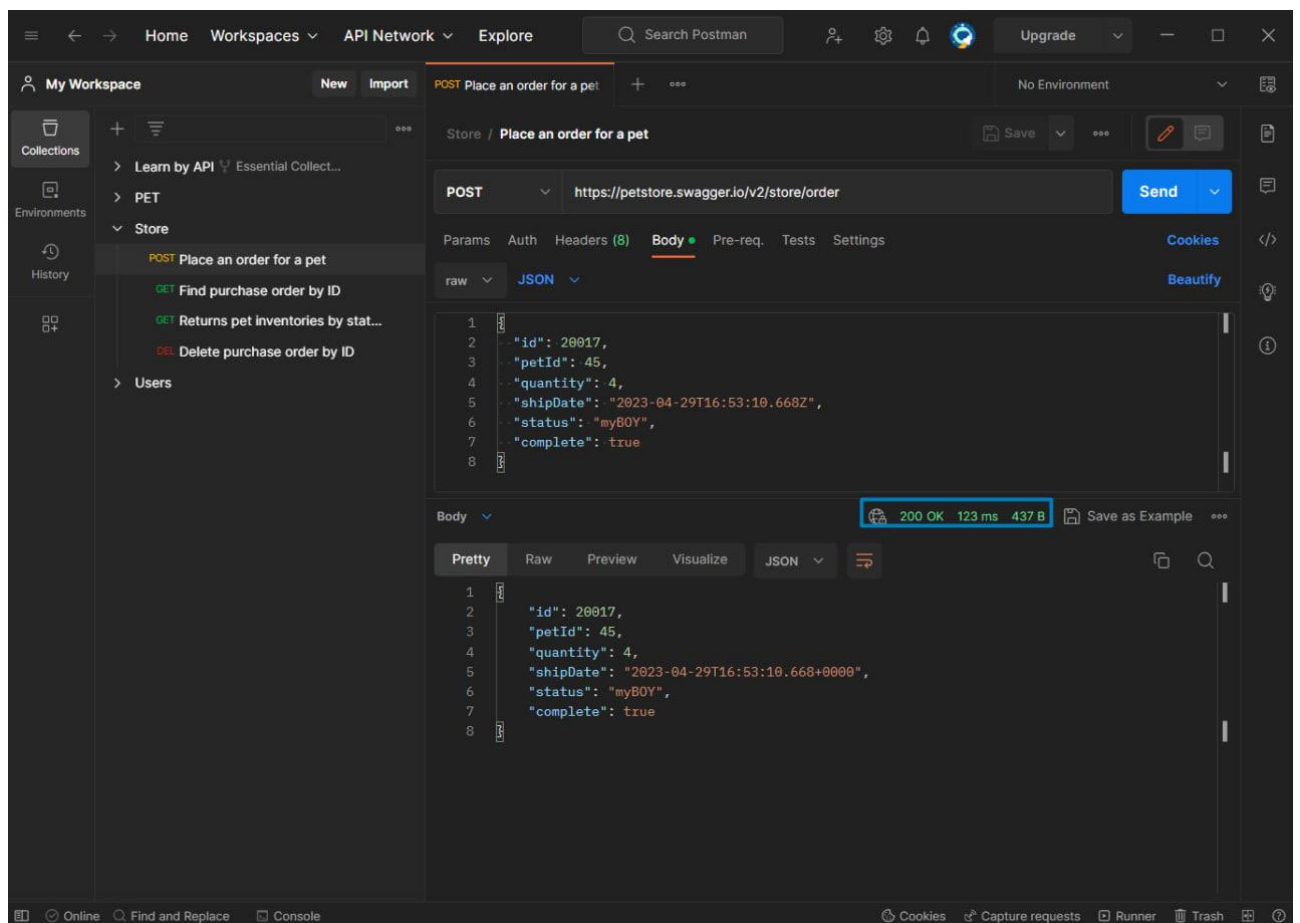 Home Workspaces API Network Explore Search Postman Upgrade
My Workspace New Import POST Place an order for a pet No Environment
Collections
Environments
History
Learn by API Essential Collect...
PET
Store
POST Place an order for a pet
GET Find purchase order by ID
GET Returns pet inventories by stat...
DEL Delete purchase order by ID
Users
Store / Place an order for a pet Save
POST https://petstore.swagger.io/v2/store/order Send
Params Auth Headers (8) Body Pre-req. Tests Settings Cookies
raw JSON Beautify
1 {
2 "id": 20017,
3 "petId": 45,
4 "quantity": 4,
5 "shipDate": "2023-04-29T16:53:10.668Z",
6 "status": "myBOY",
7 "complete": true
8 }
Body 200 OK 123 ms 437 B Save as Example
Pretty Raw Preview Visualize JSON
1 {
2 "id": 20017,
3 "petId": 45,
4 "quantity": 4,
5 "shipDate": "2023-04-29T16:53:10.668+0000",
6 "status": "myBOY",
7 "complete": true
8 }
Online Find and Replace Console Cookies Capture requests Runner Trash